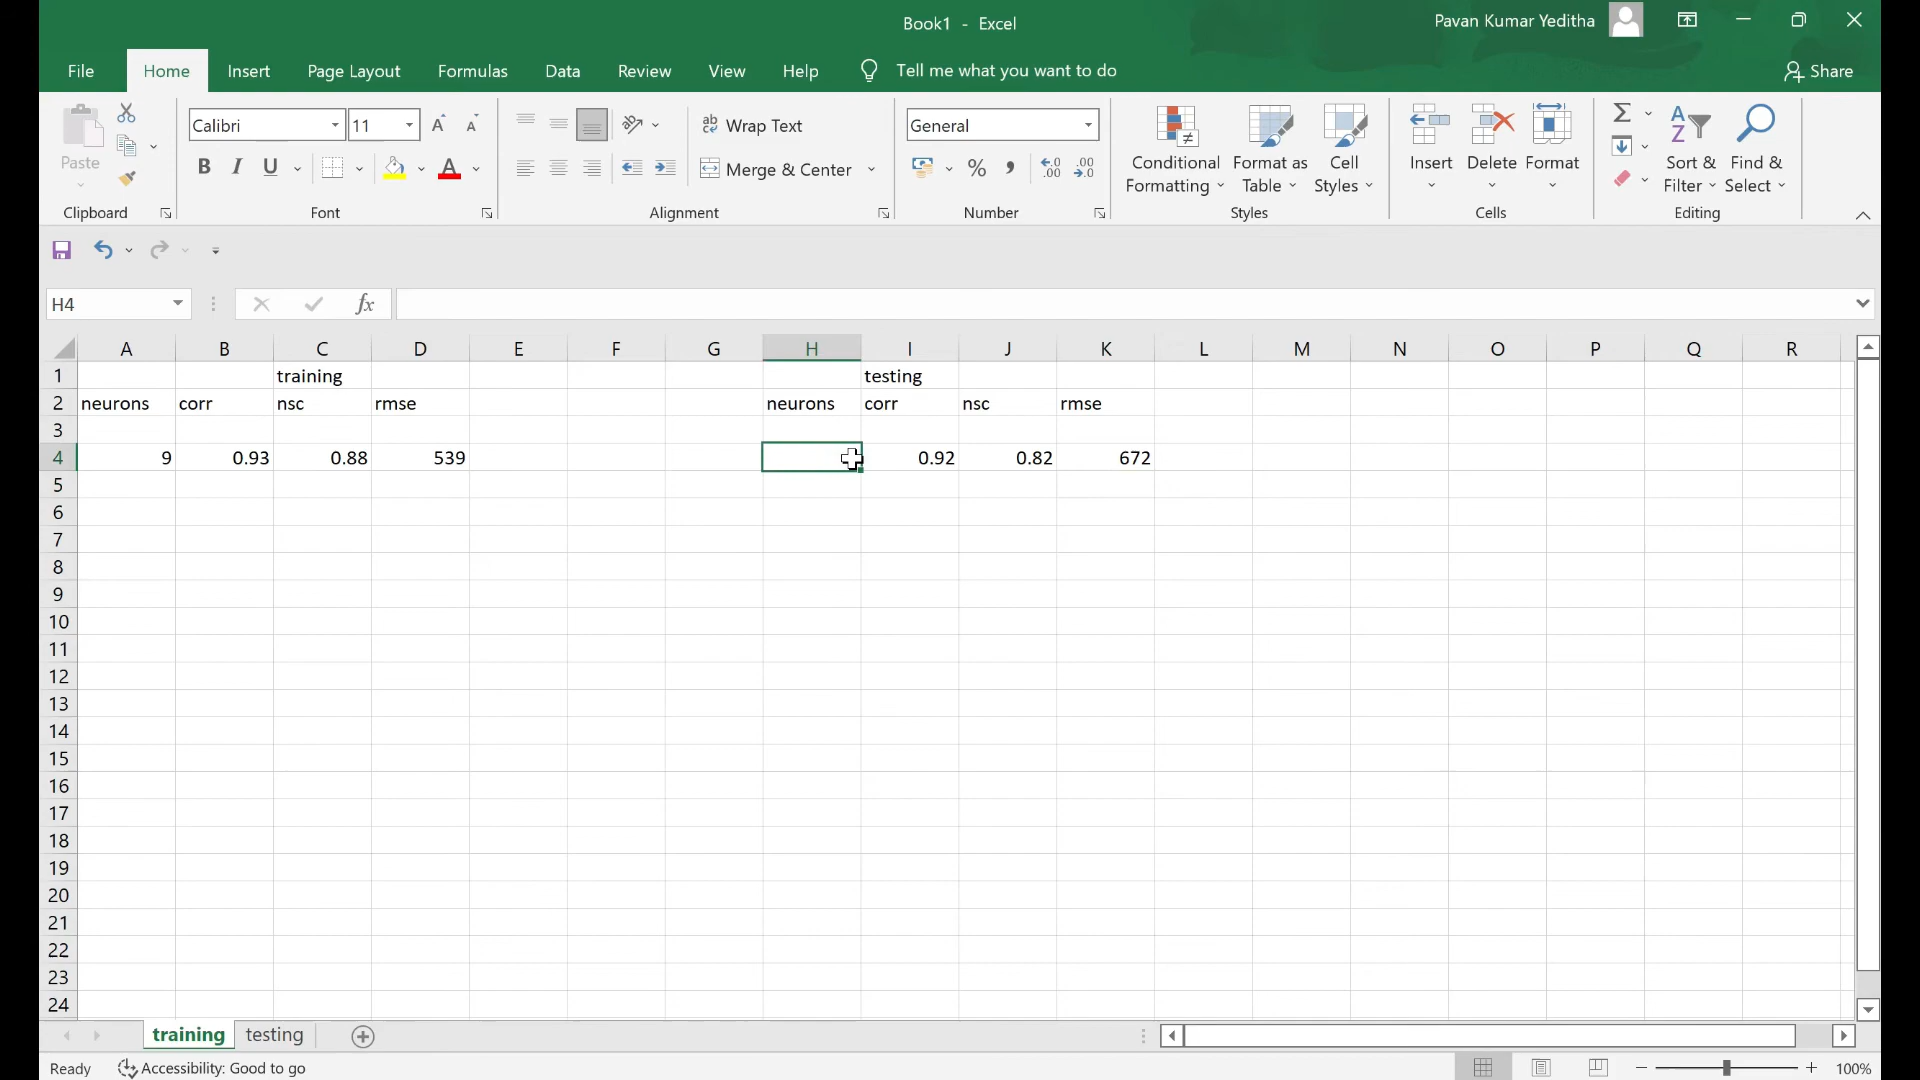 Book1 - Excel
Pavan Kumar Yeditha
File Home Insert Page Layout Formulas Data Review View Help Tell me what you want to do Share
Paste
Calibri 11
B I U A
ab Wrap Text
Merge & Center
General
% , .00
Conditional Formatting
Format as Table
Cell Styles
Insert Delete Format
Sort & Filter
Find & Select
Clipboard Font Alignment Number Styles Cells Editing
H4 fx
A B C D E F G H I J K L M N O P Q R
1 training testing
2 neurons corr nsc rmse neurons corr nsc rmse
3
4 9 0.93 0.88 539 0.92 0.82 672
5
6
7
8
9
10
11
12
13
14
15
16
17
18
19
20
21
22
23
24
training testing
Ready Accessibility: Good to go 100%